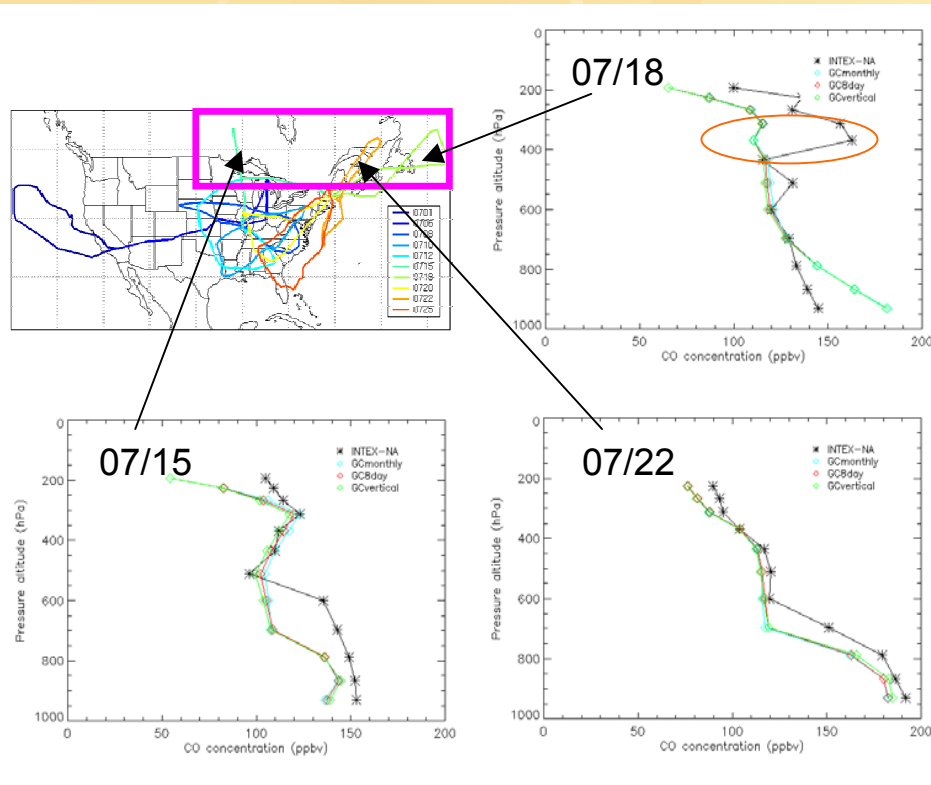 07/18
0
200
400
600
800
1000
Pressure altitude (hPa)
INTEX-NA
GCmonthly
GC8day
GCvertical
0 50 100 150 200
CO concentration (ppbv)
0701
0706
0710
0712
0715
0718
0720
0722
0725
07/15
0
200
400
600
800
1000
Pressure altitude (hPa)
INTEX-NA
GCmonthly
GC8day
GCvertical
0 50 100 150 200
CO concentration (ppbv)
07/22
0
200
400
600
800
1000
Pressure altitude (hPa)
INTEX-NA
GCmonthly
GC8day
GCvertical
0 50 100 150 200
CO concentration (ppbv)